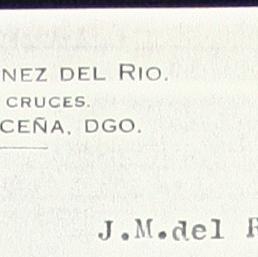 NEZ DEL RIO.
CRUCES.
CEÑA, DGO.
J.M.del R